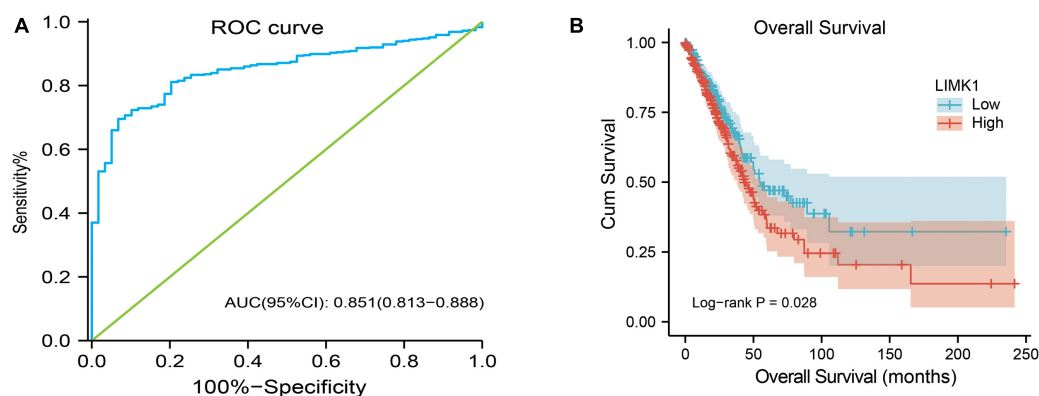 A
ROC curve
1.0
0.8
0.6
0.4
0.2
0.0
Sensitivity%
AUC(95%CI): 0.851(0.813−0.888)
0.0 0.2 0.4 0.6 0.8 1.0
100%−Specificity
B
Overall Survival
1.00
0.75
0.50
0.25
0.00
Cum Survival
LIMK1
Low
High
Log−rank P = 0.028
0 50 100 150 200 250
Overall Survival (months)